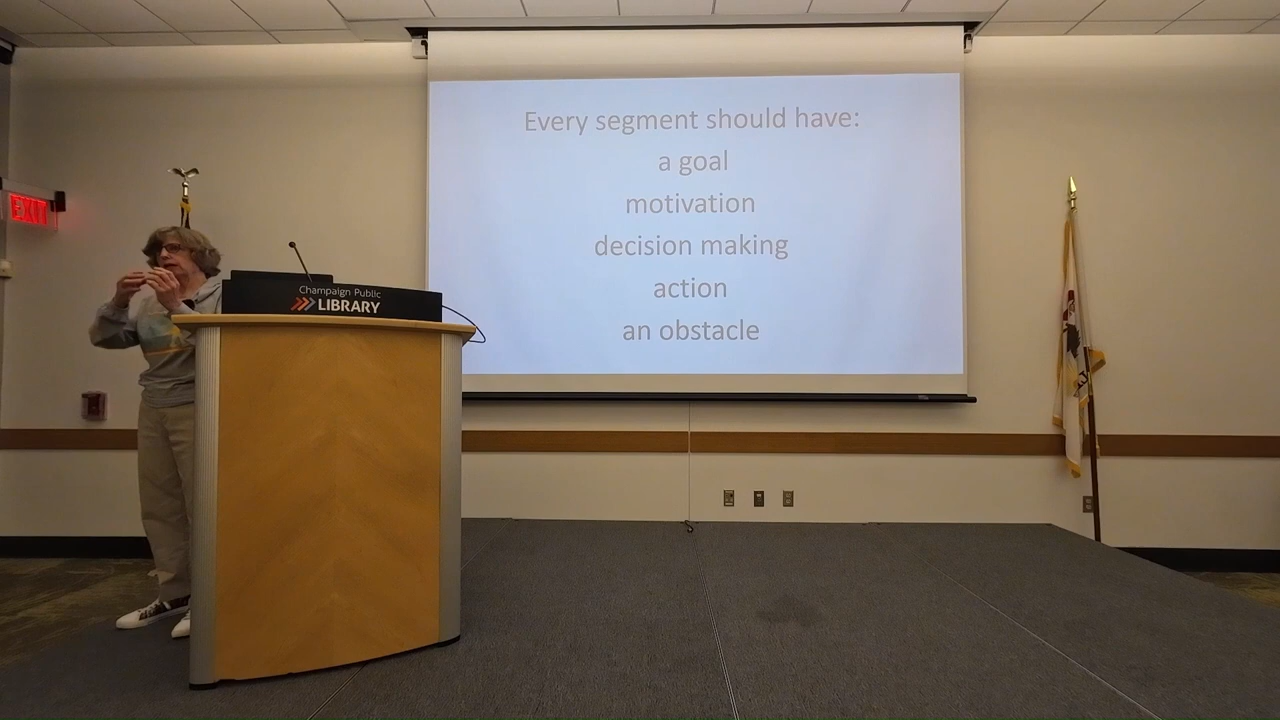 Every segment should have:
a goal
motivation
decision making
action
an obstacle
EXIT
Champaign Public
LIBRARY